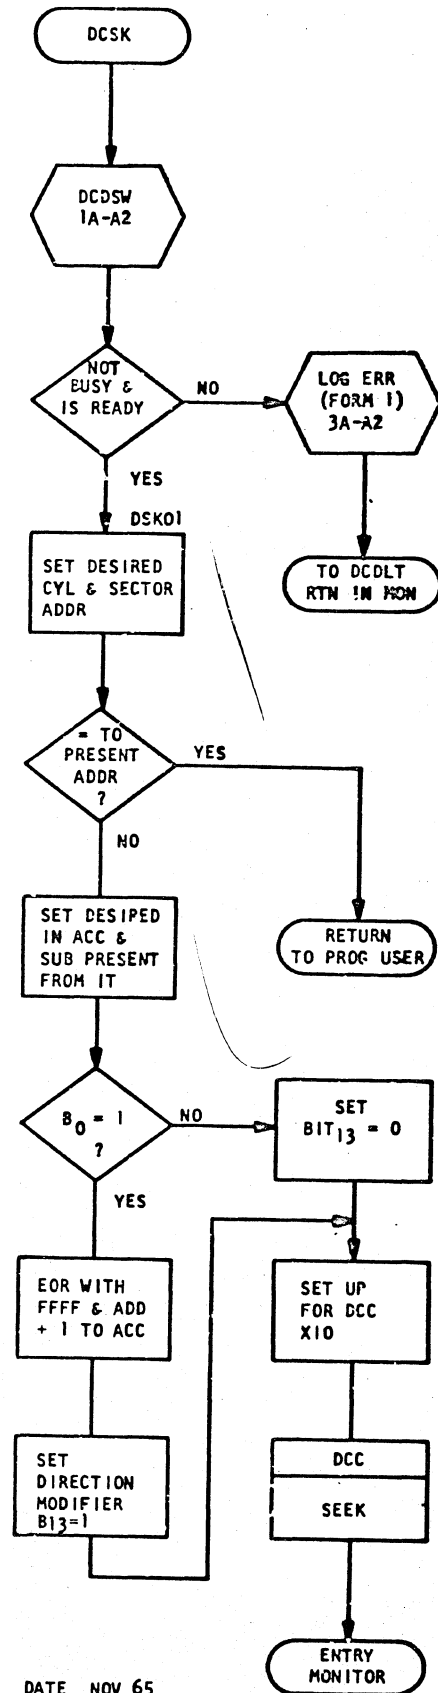 DCSK
DCDSW
1A-A2
NOT
BUSY &
IS READY
NO
LOG ERR
(FORM 1)
3A-A2
YES
TO DCDLT
RTN IN MON
DSK01
SET DESIRED
CYL & SECTOR
ADDR
= TO
PRESENT
ADDR
?
YES
NO
RETURN
TO PROG USER
SET DESIPED
IN ACC &
SUB PRESENT
FROM IT
B0 = 1
?
NO
SET
BIT13 = 0
YES
EOR WITH
FFFF & ADD
+ 1 TO ACC
SET UP
FOR DCC
XIO
SET
DIRECTION
MODIFIER
B13=1
DCC
SEEK
ENTRY
MONITOR
DATE NOV 65